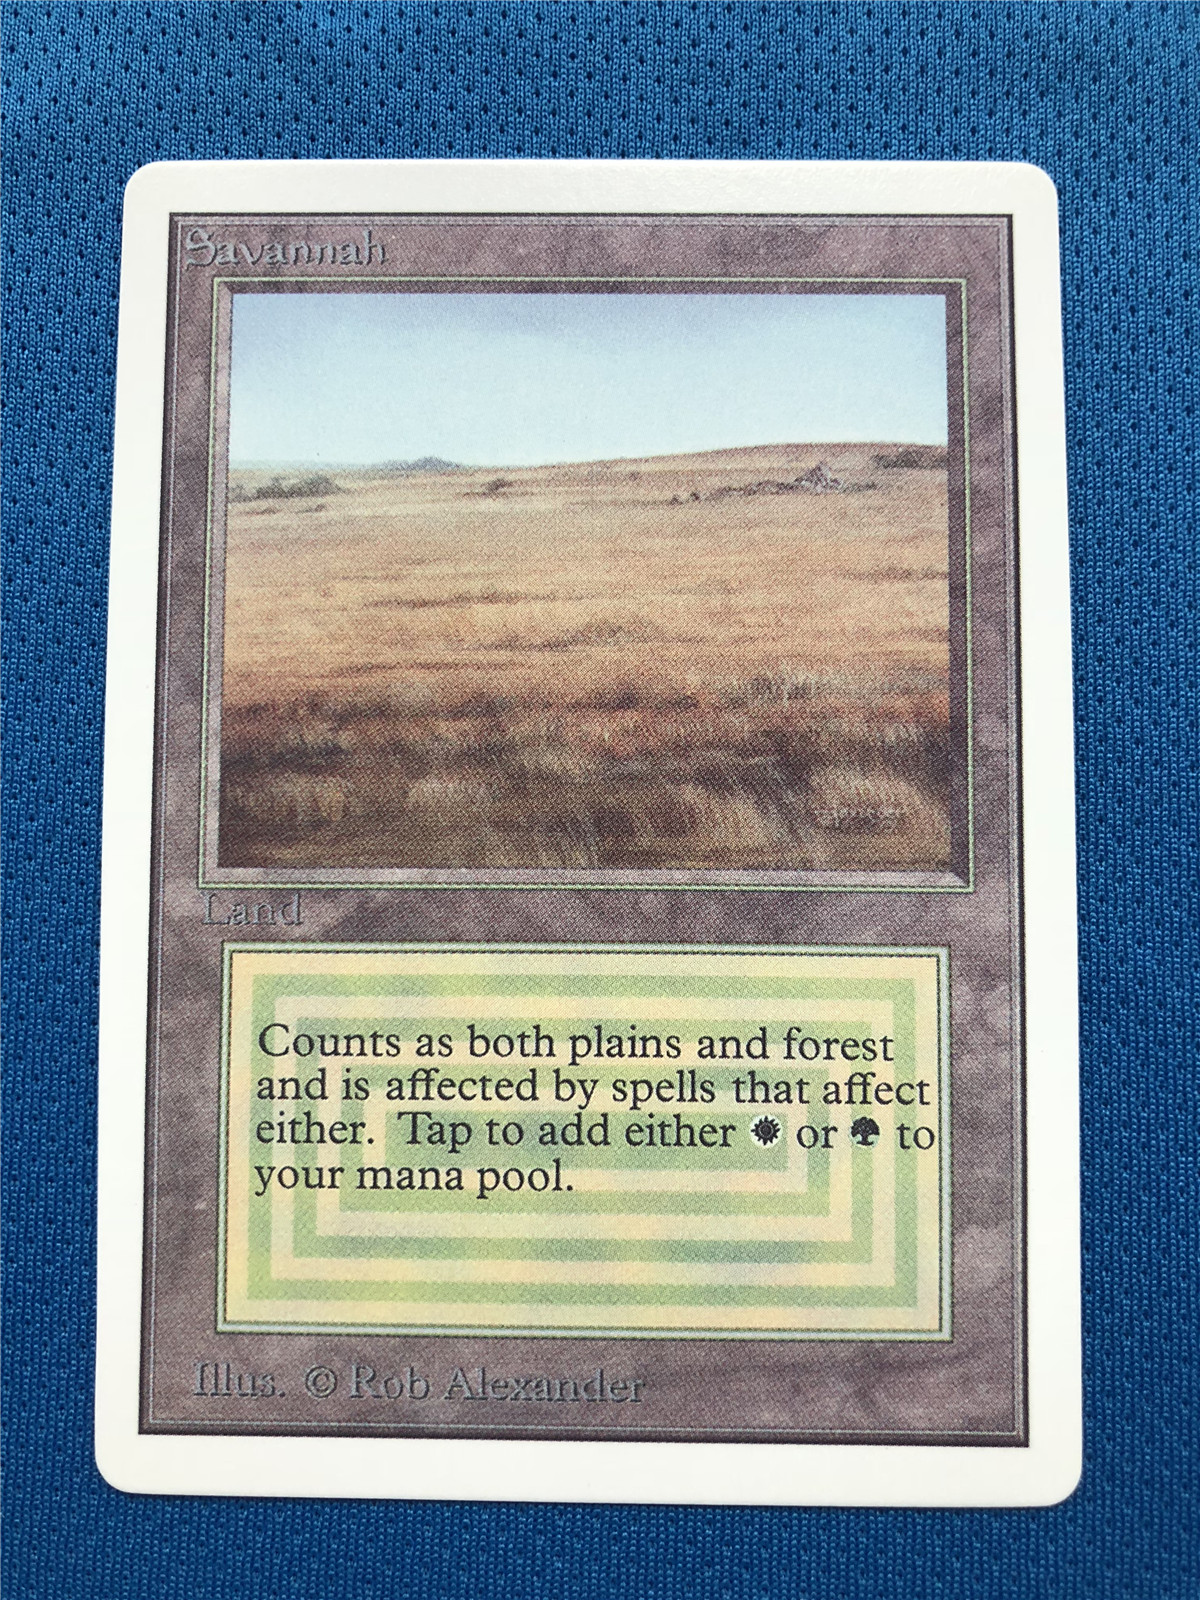 Savannah
Land
Counts as both plains and forest
and is affected by spells that affect
either. Tap to add either or to
your mana pool.
Illus. © Rob Alexander